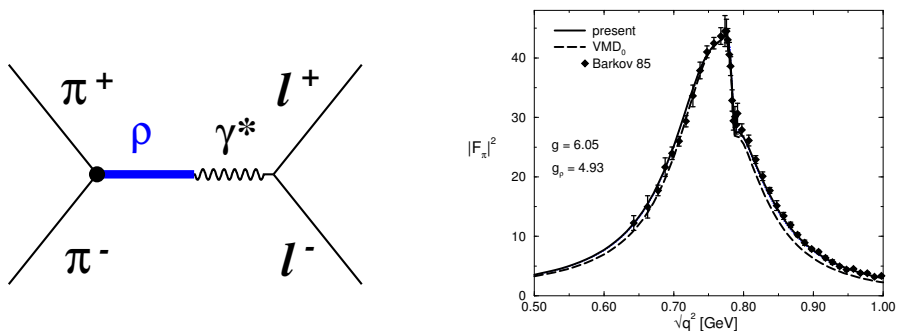 π⁺ l⁺
ρ γ*
π⁻ l⁻
present
VMD₀
Barkov 85
|F_π|²
g = 6.05
g_ρ = 4.93
40
30
20
10
0
0.50 0.60 0.70 0.80 0.90 1.00
√q² [GeV]